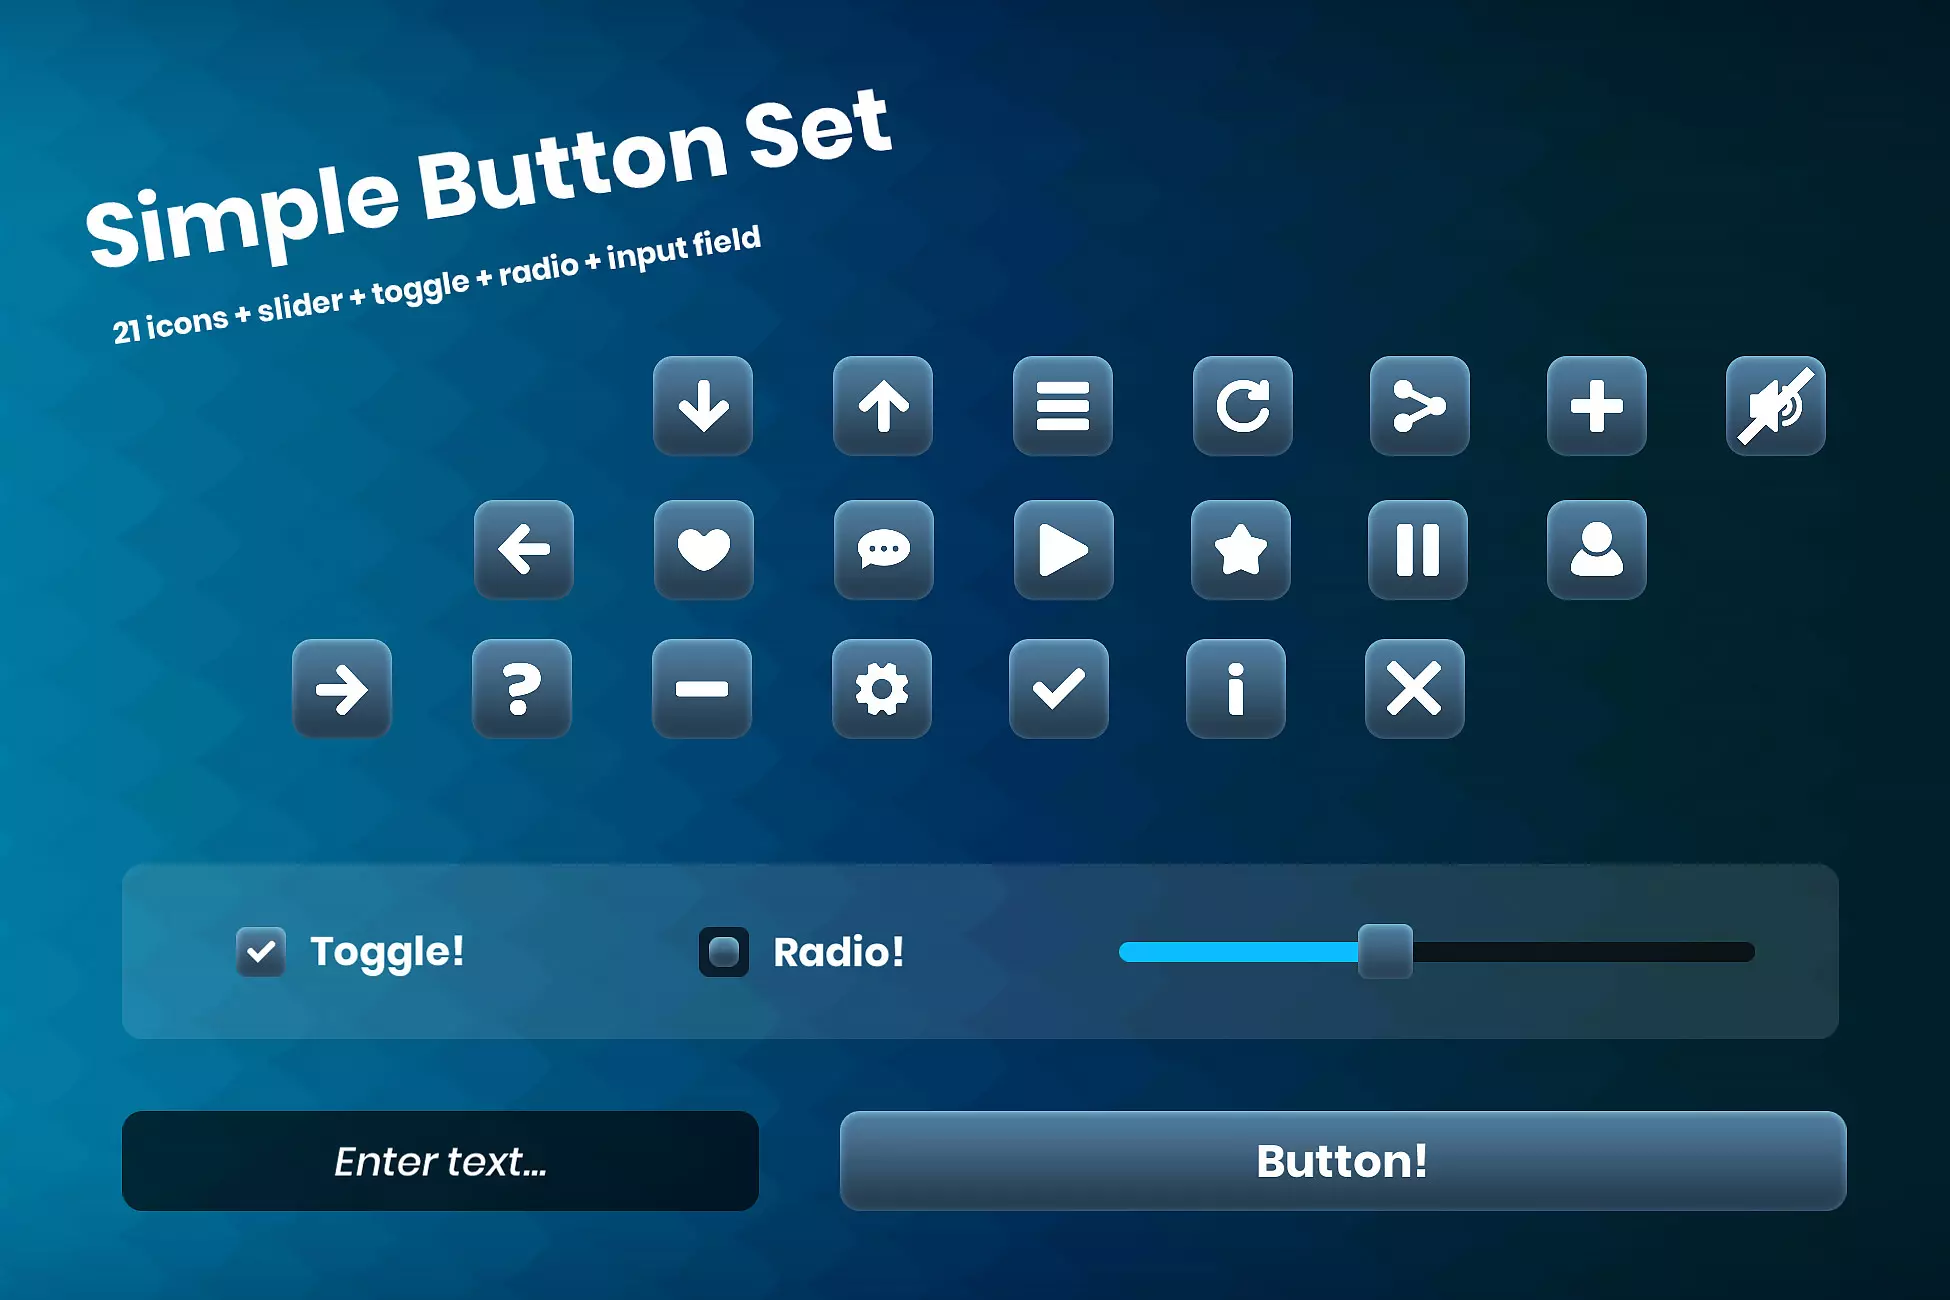 Simple Button Set
21 icons + slider + toggle + radio + input field
Toggle!
Radio!
Enter text...
Button!